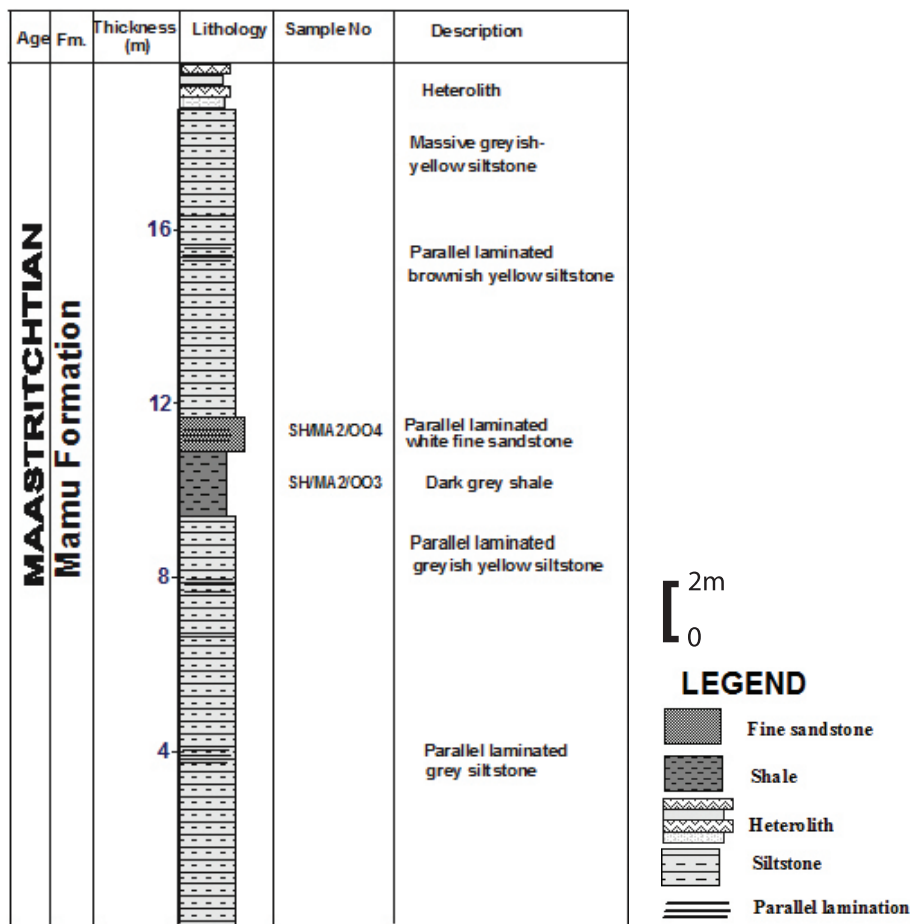 Age
Fm.
Thickness
(m)
Lithology
Sample No
Description
MAASTRITCHTIAN
Mamu Formation
Heterolith
Massive greyish-
yellow siltstone
16
Parallel laminated
brownish yellow siltstone
12
SH/MA2/OO4
Parallel laminated
white fine sandstone
SH/MA2/OO3
Dark grey shale
Parallel laminated
greyish yellow siltstone
8
4
Parallel laminated
grey siltstone
2m
0
LEGEND
Fine sandstone
Shale
Heterolith
Siltstone
Parallel lamination